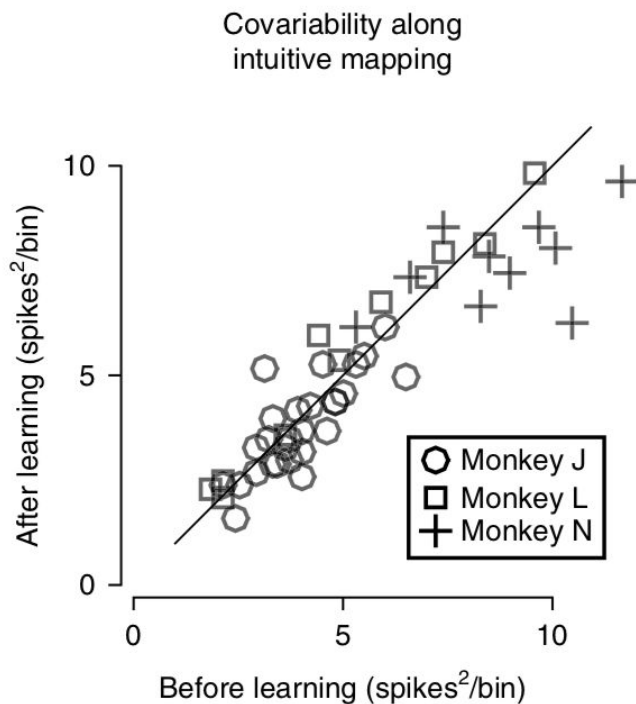 Covariability along
intuitive mapping
10
5
0
After learning (spikes²/bin)
Monkey J
Monkey L
Monkey N
0 5 10
Before learning (spikes²/bin)